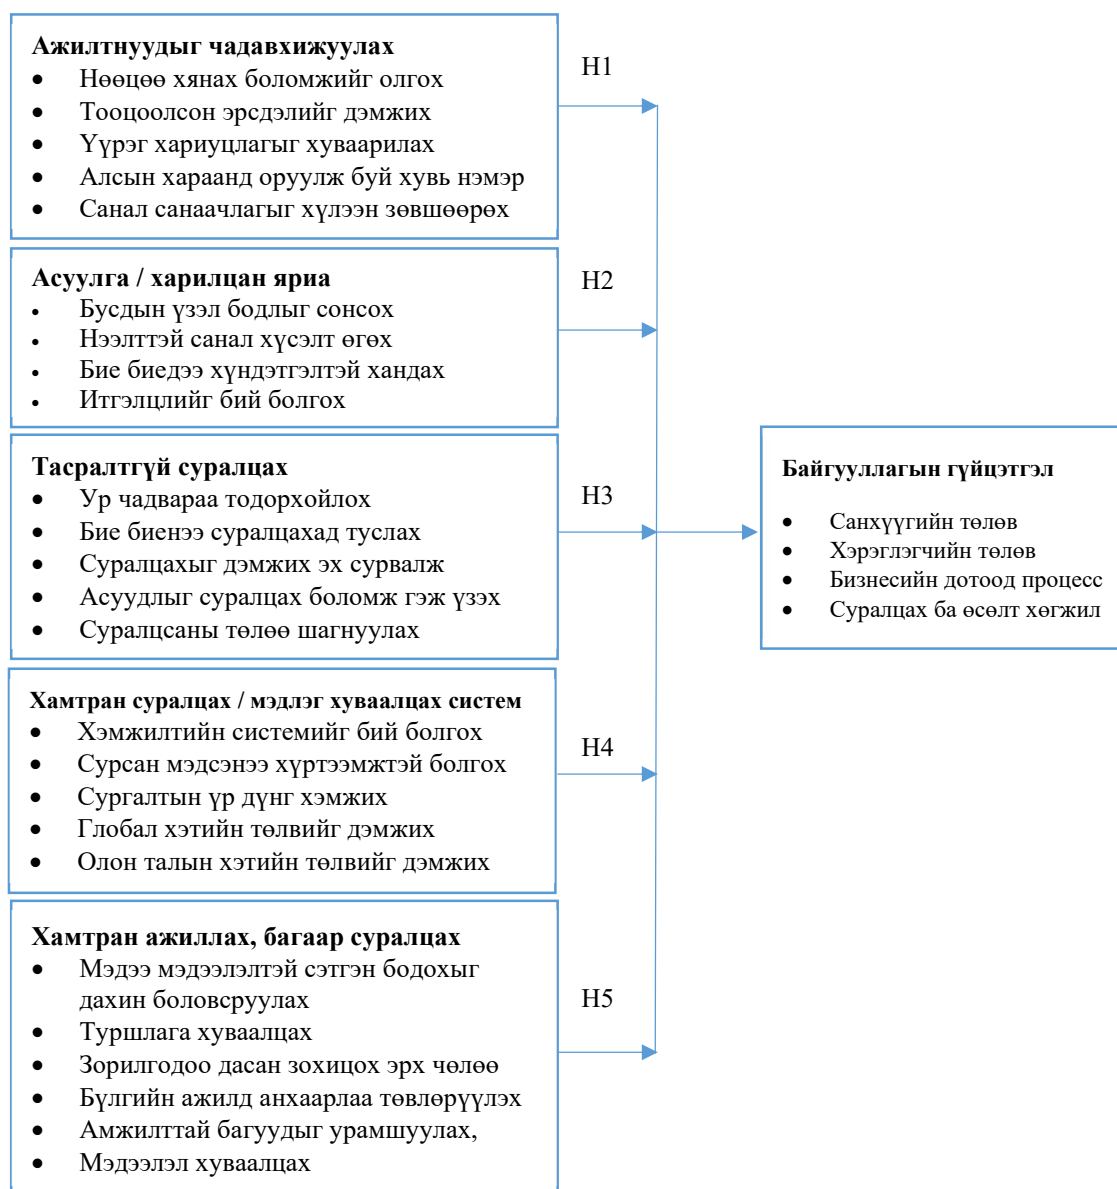 Ажилтнуудыг чадавхижуулах
• Нөөцөө хянах боломжийг олгох
• Тооцоолсон эрсдэлийг дэмжих
• Үүрэг хариуцлагыг хуваарилах
• Алсын хараанд оруулж буй хувь нэмэр
• Санал санаачлагыг хүлээн зөвшөөрөх
H1
Асуулга / харилцан яриа
• Бусдын үзэл бодлыг сонсох
• Нээлттэй санал хүсэлт өгөх
• Бие биедээ хүндэтгэлтэй хандах
• Итгэлцлийг бий болгох
H2
Тасралтгүй суралцах
• Ур чадвараа тодорхойлох
• Бие биенээ суралцахад туслах
• Суралцахыг дэмжих эх сурвалж
• Асуудлыг суралцах боломж гэж үзэх
• Суралцсаны төлөө шагнуулах
H3
Хамтран суралцах / мэдлэг хуваалцах систем
• Хэмжилтийн системийг бий болгох
• Сурсан мэдсэнээ хүртээмжтэй болгох
• Сургалтын үр дүнг хэмжих
• Глобал хэтийн төлвийг дэмжих
• Олон талын хэтийн төлвийг дэмжих
H4
Хамтран ажиллах, багаар суралцах
• Мэдээ мэдээлэлтэй сэтгэн бодохыг
дахин боловсруулах
• Туршлага хуваалцах
• Зорилгодоо дасан зохицох эрх чөлөө
• Бүлгийн ажилд анхаарлаа төвлөрүүлэх
• Амжилттай багуудыг урамшуулах,
• Мэдээлэл хуваалцах
H5
Байгууллагын гүйцэтгэл
• Санхүүгийн төлөв
• Хэрэглэгчийн төлөв
• Бизнесийн дотоод процесс
• Суралцах ба өсөлт хөгжил